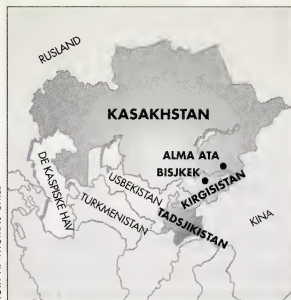 RUSLAND
KASAKHSTAN
ALMA ATA
BISJKEK
DE KASPISKE HAV
USBEKISTAN
KIRGISISTAN
TURKMENISTAN
TADSJIKISTAN
KINA